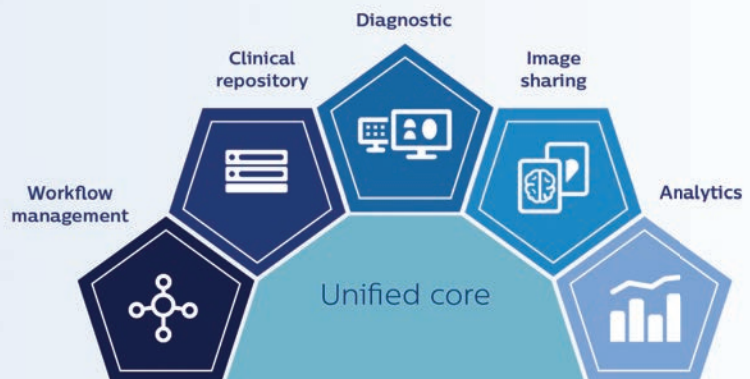 Diagnostic
Clinical
repository
Image
sharing
Workflow
management
Analytics
Unified core